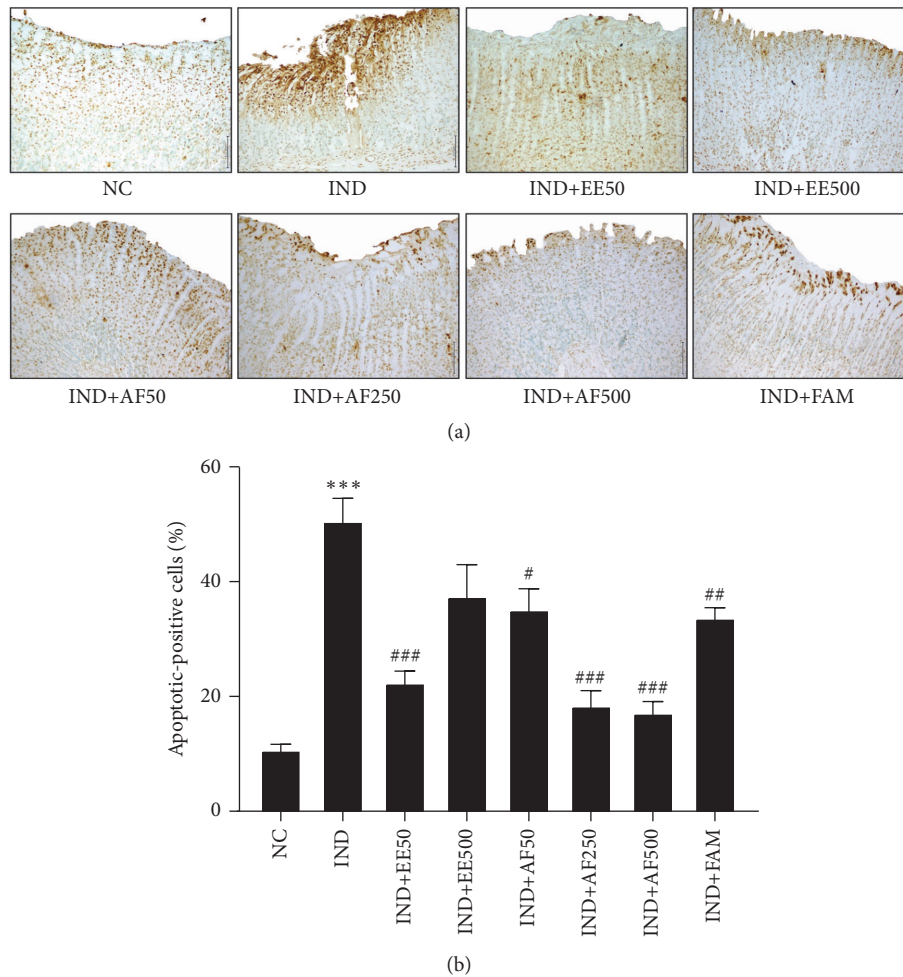 NC IND IND+EE50 IND+EE500
IND+AF50 IND+AF250 IND+AF500 IND+FAM
(a)
Apoptotic-positive cells (%)
60
40
20
0
***
###
#
###
###
##
NC
IND
IND+EE50
IND+EE500
IND+AF50
IND+AF250
IND+AF500
IND+FAM
(b)